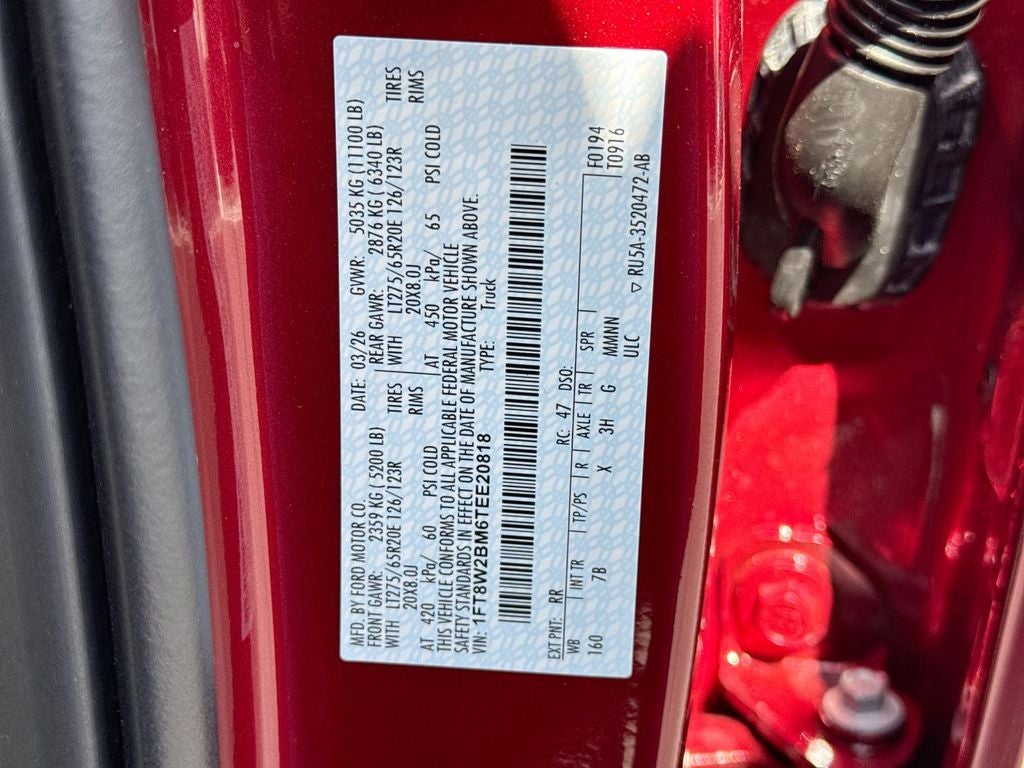 MFD. BY FORD MOTOR CO. DATE: 03/26 GVWR: 5035 KG (11100 LB)
FRONT GAWR: 2359 KG ( 5200 LB) REAR GAWR: 2876 KG ( 6340 LB)
WITH LT275/65R20E 126/123R TIRES WITH LT275/65R20E 126/123R TIRES
20X8.0J RIMS 20X8.0J RIMS
AT 420 kPa/ 60 PSI COLD AT 450 kPa/ 65 PSI COLD
THIS VEHICLE CONFORMS TO ALL APPLICABLE FEDERAL MOTOR VEHICLE
SAFETY STANDARDS IN EFFECT ON THE DATE OF MANUFACTURE SHOWN ABOVE.
VIN: 1FT8W2BM6TEE20818 TYPE: Truck
EXT PNT: RR RC: 47 DSO:
WB INT TR TP/PS R AXLE TR SPR F0194
160 7B X 3H G MMMNN T0916
ULC
▽ RU5A-3520472-AB